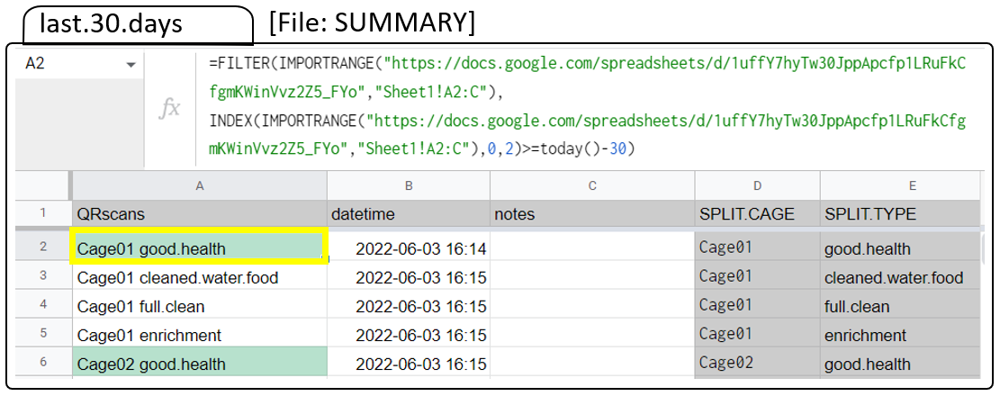 last.30.days [File: SUMMARY]
A2
fx
=FILTER(IMPORTRANGE("https://docs.google.com/spreadsheets/d/1uffY7hyTw30JppApcfp1LRuFkC
fgmKWinVvz2Z5_FYo","Sheet1!A2:C"),
INDEX(IMPORTRANGE("https://docs.google.com/spreadsheets/d/1uffY7hyTw30JppApcfp1LRuFkCfg
mKWinVvz2Z5_FYo","Sheet1!A2:C"),0,2)>=today()-30)
A B C D E
1 QRscans datetime notes SPLIT.CAGE SPLIT.TYPE
2 Cage01 good.health 2022-06-03 16:14 Cage01 good.health
3 Cage01 cleaned.water.food 2022-06-03 16:15 Cage01 cleaned.water.food
4 Cage01 full.clean 2022-06-03 16:15 Cage01 full.clean
5 Cage01 enrichment 2022-06-03 16:15 Cage01 enrichment
6 Cage02 good.health 2022-06-03 16:15 Cage02 good.health